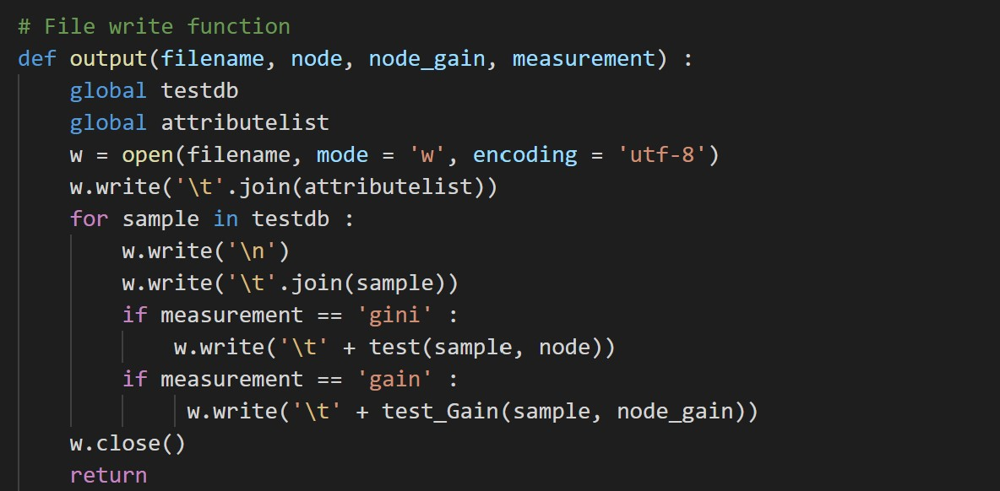 # File write function
def output(filename, node, node_gain, measurement) :
    global testdb
    global attributelist
    w = open(filename, mode = 'w', encoding = 'utf-8')
    w.write('\t'.join(attributelist))
    for sample in testdb :
        w.write('\n')
        w.write('\t'.join(sample))
        if measurement == 'gini' :
            w.write('\t' + test(sample, node))
        if measurement == 'gain' :
             w.write('\t' + test_Gain(sample, node_gain))
    w.close()
    return